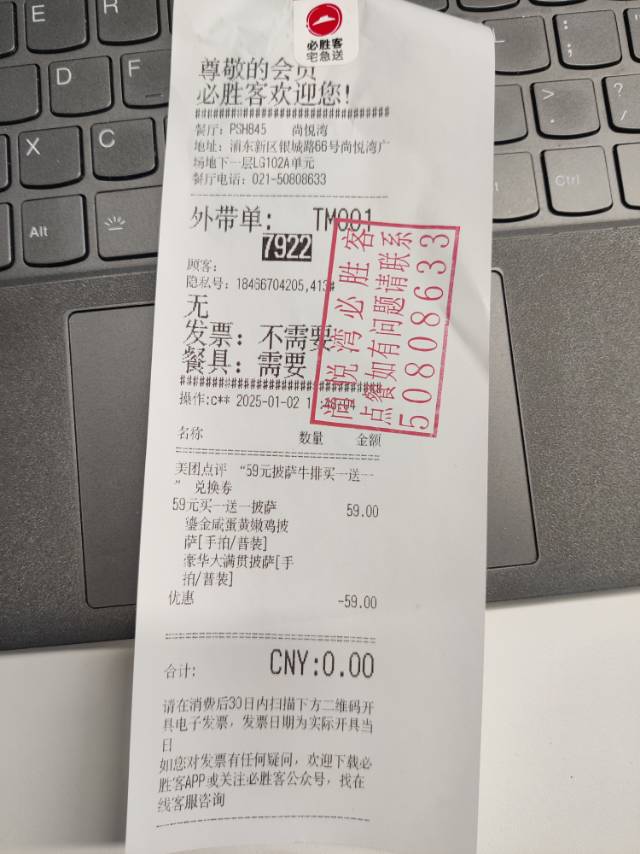 必胜客
宅急送
尊敬的会员
必胜客欢迎您!
餐厅: PSH845 尚悦湾
地址: 浦东新区银城路66号尚悦湾广
场地下一层LG102A单元
餐厅电话: 021-50808633
外带单: TM001
7922
顾客:
隐私号: 18466704205,413#
无
发票: 不需要
餐具: 需要
操作:c** 2025-01-02
尚悦湾必胜客
点餐如有问题请联系
50808633
名称 数量 金额
美团点评 “59元披萨牛排买一送一
” 兑换券
59元买一送一披萨 59.00
鎏金咸蛋黄嫩鸡披
萨[手拍/普装]
豪华大满贯披萨[手
拍/普装]
优惠 -59.00
合计: CNY:0.00
请在消费后30日内扫描下方二维码开
具电子发票，发票日期为实际开具当
日
如您对发票有任何疑问，欢迎下载必
胜客APP或关注必胜客公众号，找在
线客服咨询
E
R
D
F
X
C
Alt
Alt
Ctrl